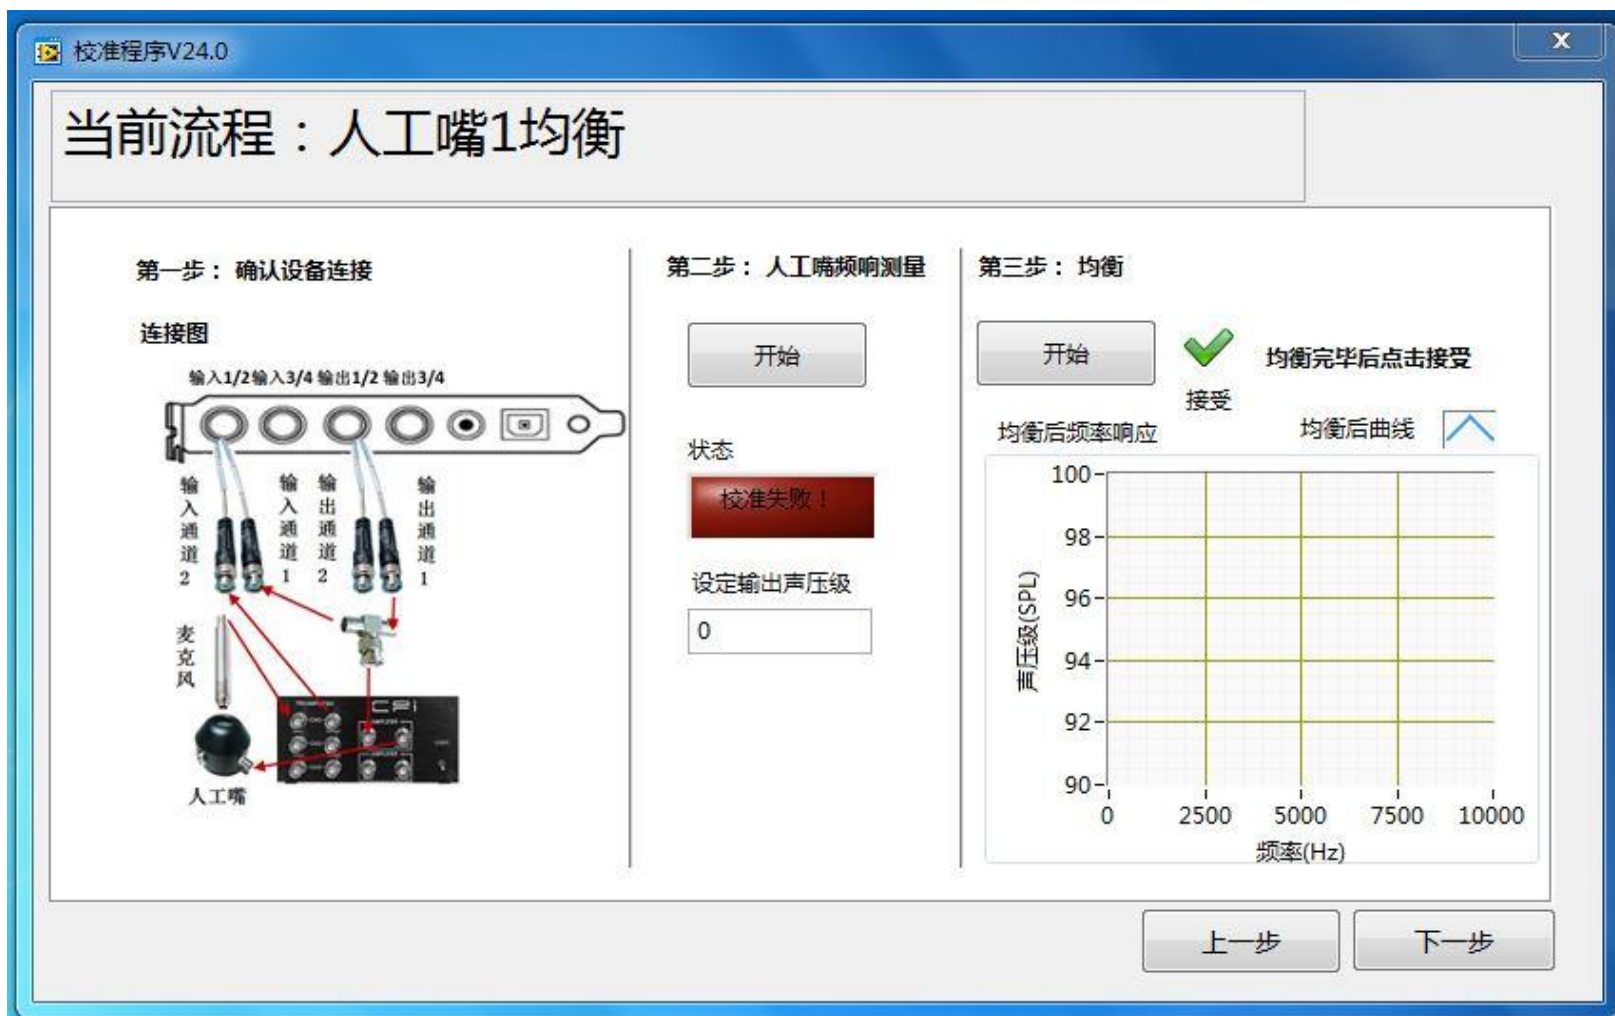 校准程序V24.0
X
当前流程：人工嘴1均衡
第一步： 确认设备连接
连接图
输入1/2输入3/4 输出1/2 输出3/4
输入通道2
输入通道1
输出通道2
输出通道1
麦克风
CPi
人工嘴
第二步： 人工嘴频响测量
开始
状态
校准失败！
设定输出声压级
0
第三步： 均衡
开始
接受
均衡完毕后点击接受
均衡后频率响应
均衡后曲线
声压级(SPL)
100
98
96
94
92
90
0 2500 5000 7500 10000
频率(Hz)
上一步 下一步